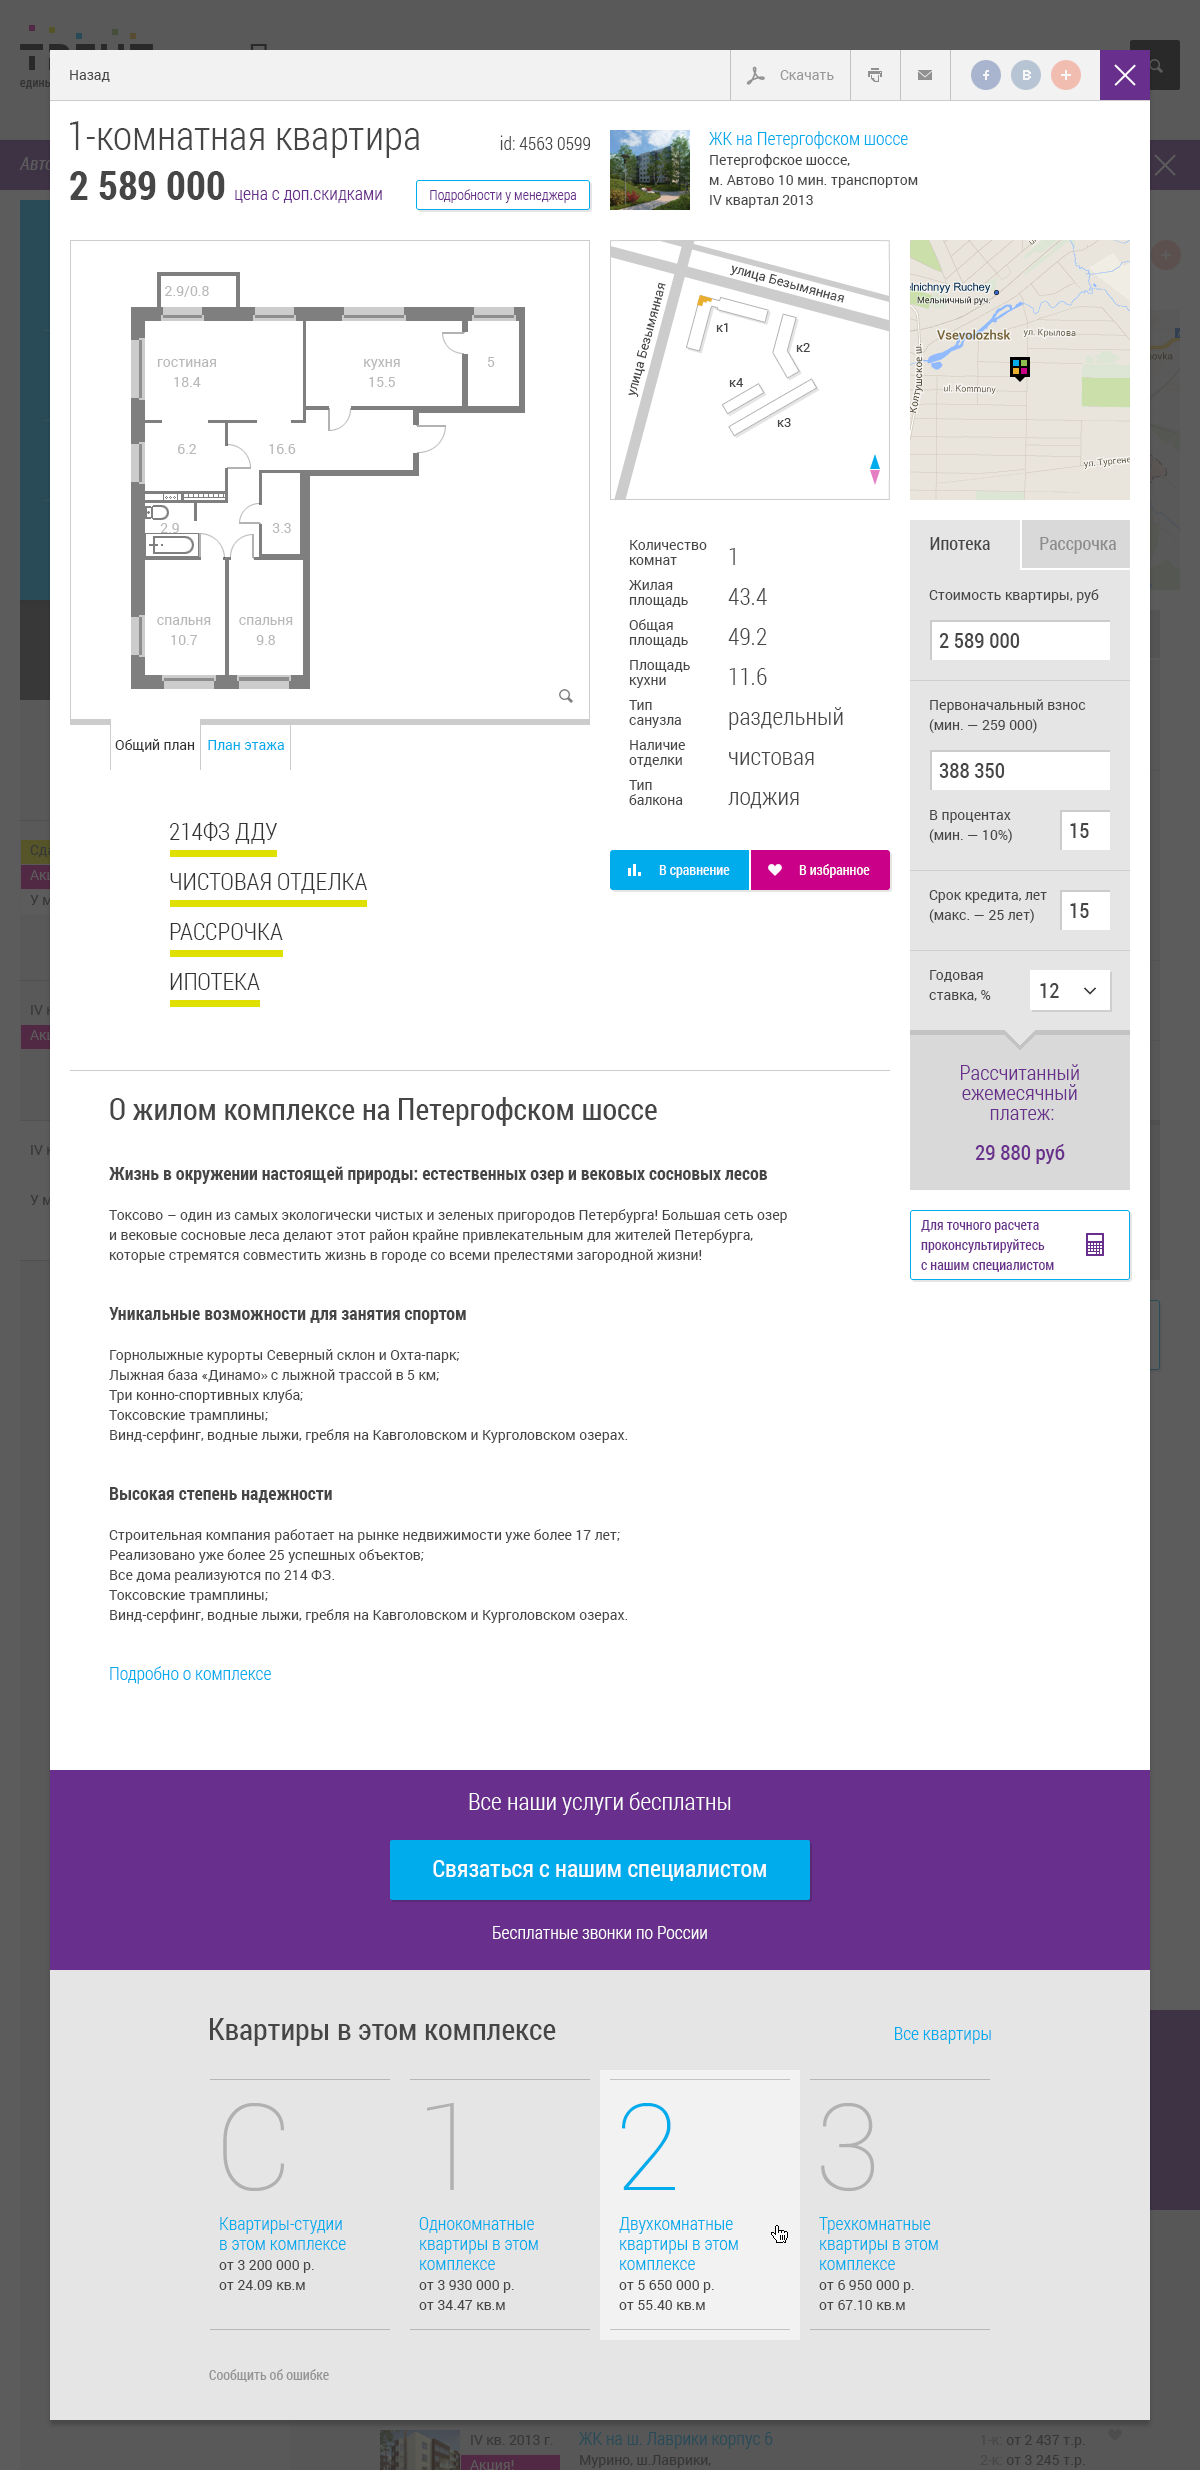 Назад
Скачать
1-комнатная квартира
id: 4563 0599
2 589 000 цена с доп.скидками
Подробности у менеджера
ЖК на Петергофском шоссе
Петергофское шоссе,
м. Автово 10 мин. транспортом
IV квартал 2013
2.9/0.8
гостиная
18.4
кухня
15.5
5
6.2
16.6
2.9
3.3
спальня
10.7
спальня
9.8
Общий план
План этажа
улица Безымянная
улица Безымянная
к1
к2
к4
к3
lnichnyy Ruchey
Мельничный руч.
Vsevolozhsk
ул. Крылова
Колтушское ш.
ul. Kommuny
ул. Тургене
Количество
комнат
1
Жилая
площадь
43.4
Общая
площадь
49.2
Площадь
кухни
11.6
Тип
санузла
раздельный
Наличие
отделки
чистовая
Тип
балкона
лоджия
В сравнение
В избранное
214ФЗ ДДУ
ЧИСТОВАЯ ОТДЕЛКА
РАССРОЧКА
ИПОТЕКА
Ипотека
Рассрочка
Стоимость квартиры, руб
2 589 000
Первоначальный взнос
(мин. — 259 000)
388 350
В процентах
(мин. — 10%)
15
Срок кредита, лет
(макс. — 25 лет)
15
Годовая
ставка, %
12
Рассчитанный
ежемесячный
платеж:
29 880 руб
Для точного расчета
проконсультируйтесь
с нашим специалистом
О жилом комплексе на Петергофском шоссе
Жизнь в окружении настоящей природы: естественных озер и вековых сосновых лесов
Токсово – один из самых экологически чистых и зеленых пригородов Петербурга! Большая сеть озер
и вековые сосновые леса делают этот район крайне привлекательным для жителей Петербурга,
которые стремятся совместить жизнь в городе со всеми прелестями загородной жизни!
Уникальные возможности для занятия спортом
Горнолыжные курорты Северный склон и Охта-парк;
Лыжная база «Динамо» с лыжной трассой в 5 км;
Три конно-спортивных клуба;
Токсовские трамплины;
Винд-серфинг, водные лыжи, гребля на Кавголовском и Курголовском озерах.
Высокая степень надежности
Строительная компания работает на рынке недвижимости уже более 17 лет;
Реализовано уже более 25 успешных объектов;
Все дома реализуются по 214 ФЗ.
Токсовские трамплины;
Винд-серфинг, водные лыжи, гребля на Кавголовском и Курголовском озерах.
Подробно о комплексе
Все наши услуги бесплатны
Связаться с нашим специалистом
Бесплатные звонки по России
Квартиры в этом комплексе
Все квартиры
С
Квартиры-студии
в этом комплексе
от 3 200 000 р.
от 24.09 кв.м
1
Однокомнатные
квартиры в этом
комплексе
от 3 930 000 р.
от 34.47 кв.м
2
Двухкомнатные
квартиры в этом
комплексе
от 5 650 000 р.
от 55.40 кв.м
3
Трехкомнатные
квартиры в этом
комплексе
от 6 950 000 р.
от 67.10 кв.м
Сообщить об ошибке
IV кв. 2013 г.
Акция!
ЖК на ш. Лаврики корпус 6
Мурино, ш.Лаврики,
1-к: от 2 437 т.р.
2-к: от 3 245 т.р.